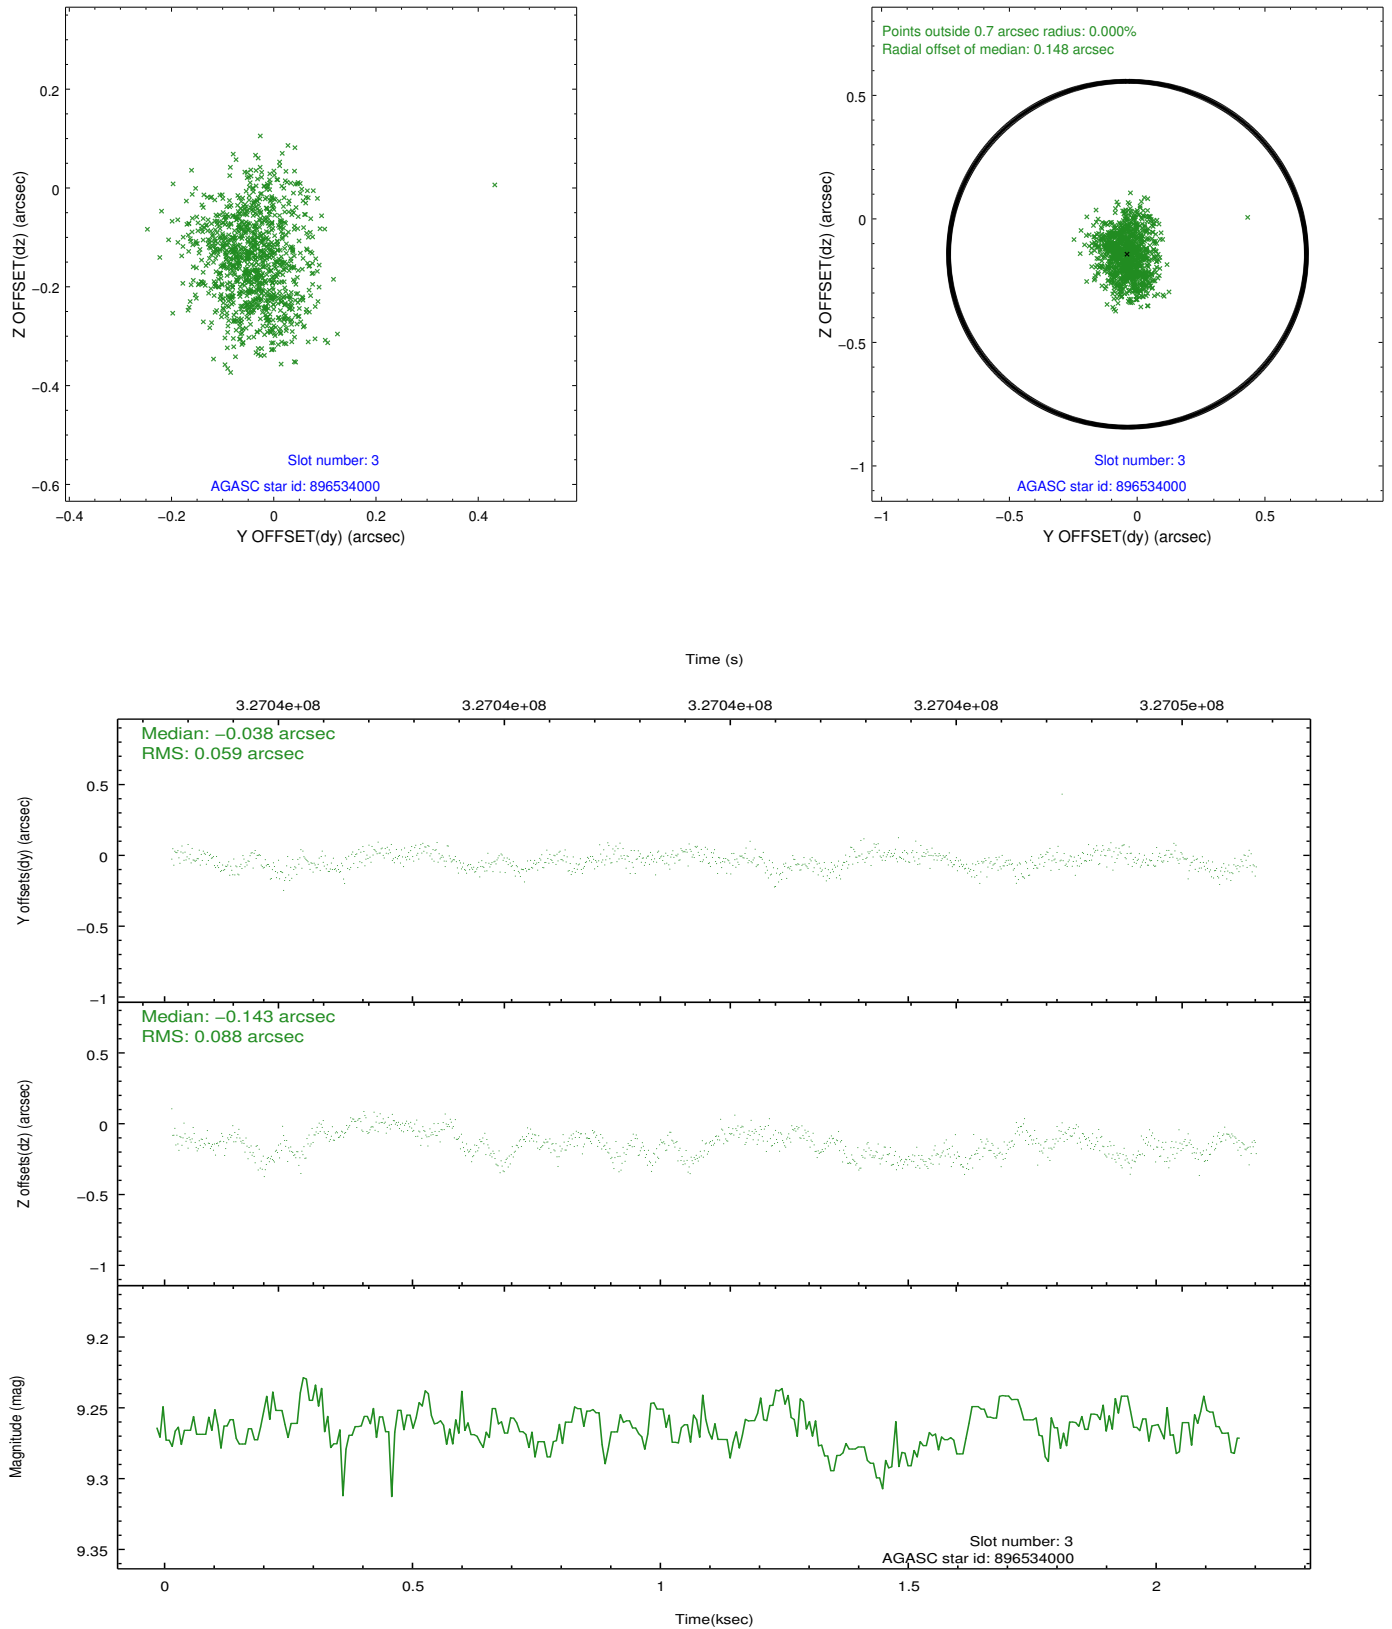 0.2
0
−0.2
−0.4
−0.6
Z OFFSET(dz) (arcsec)
Slot number: 3
AGASC star id: 896534000
−0.4
−0.2
0
0.2
0.4
Y OFFSET(dy) (arcsec)
Points outside 0.7 arcsec radius: 0.000%
Radial offset of median: 0.148 arcsec
0.5
0
−0.5
−1
Z OFFSET(dz) (arcsec)
Slot number: 3
AGASC star id: 896534000
−1
−0.5
0
0.5
Y OFFSET(dy) (arcsec)
Time (s)
3.2704e+08
3.2704e+08
3.2704e+08
3.2704e+08
3.2705e+08
Median: −0.038 arcsec
RMS: 0.059 arcsec
0.5
0
−0.5
−1
Y offsets(dy) (arcsec)
Median: −0.143 arcsec
RMS: 0.088 arcsec
0.5
0
−0.5
−1
Z offsets(dz) (arcsec)
9.2
9.25
9.3
9.35
Magnitude (mag)
Slot number: 3
AGASC star id: 896534000
0
0.5
1
1.5
2
Time(ksec)